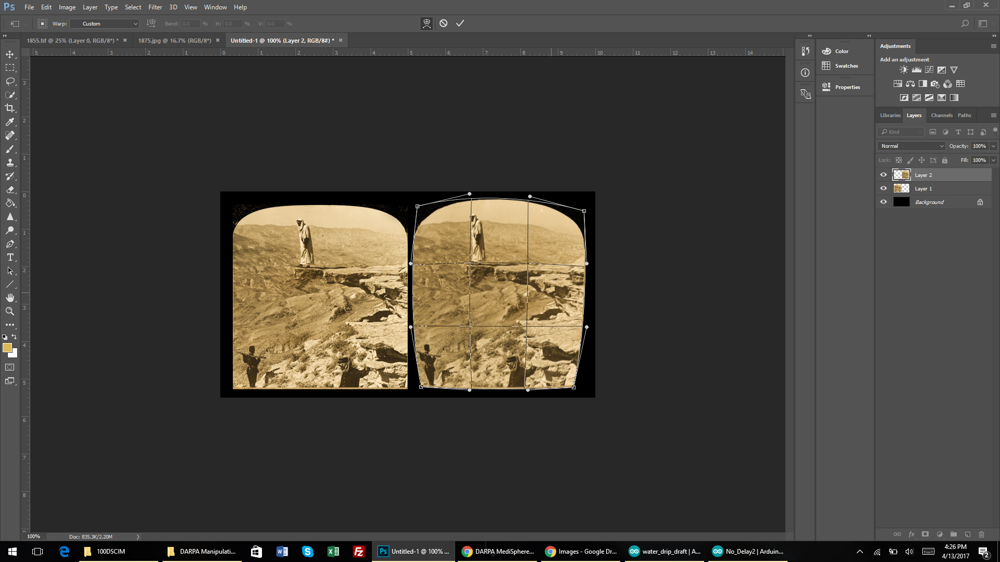 Ps File Edit Image Layer Type Select Filter 3D View Window Help
Warp: Custom Bend: 0.0 % H: 0.0 % V: 0.0 %
1855.tif @ 25% (Layer 0, RGB/8*) * × 1875.jpg @ 16.7% (RGB/8*) × Untitled-1 @ 100% (Layer 2, RGB/8#) * ×
5 4 3 2 1 0 1 2 3 4 5 6 7 8 9 10 11 12 13 14
3
2
1
0
1
2
3
4
5
6
7
8
73
Color
Swatches
Properties
Adjustments
Add an adjustment
Libraries Layers Channels Paths
Kind
Normal Opacity: 100%
Lock: Fill: 100%
Layer 2
Layer 1
Background
100% Doc: 835.3K/2.20M
100DSCIM DARPA Manipulati... Ps Untitled-1 @ 100% ... DARPA MediSphere... Images - Google Dr... water_drip_draft | A... No_Delay2 | Arduin...
4:26 PM
4/13/2017
2